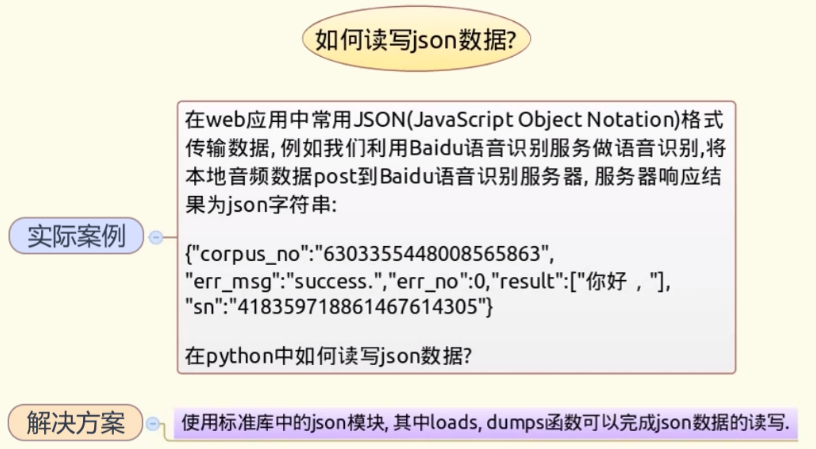 如何读写json数据?
在web应用中常用JSON(JavaScript Object Notation)格式
传输数据, 例如我们利用Baidu语音识别服务做语音识别,将
本地音频数据post到Baidu语音识别服务器, 服务器响应结
果为json字符串:
实际案例
{"corpus_no":"6303355448008565863",
"err_msg":"success.","err_no":0,"result":["你好，"],
"sn":"418359718861467614305"}
在python中如何读写json数据?
解决方案
使用标准库中的json模块, 其中loads, dumps函数可以完成json数据的读写.